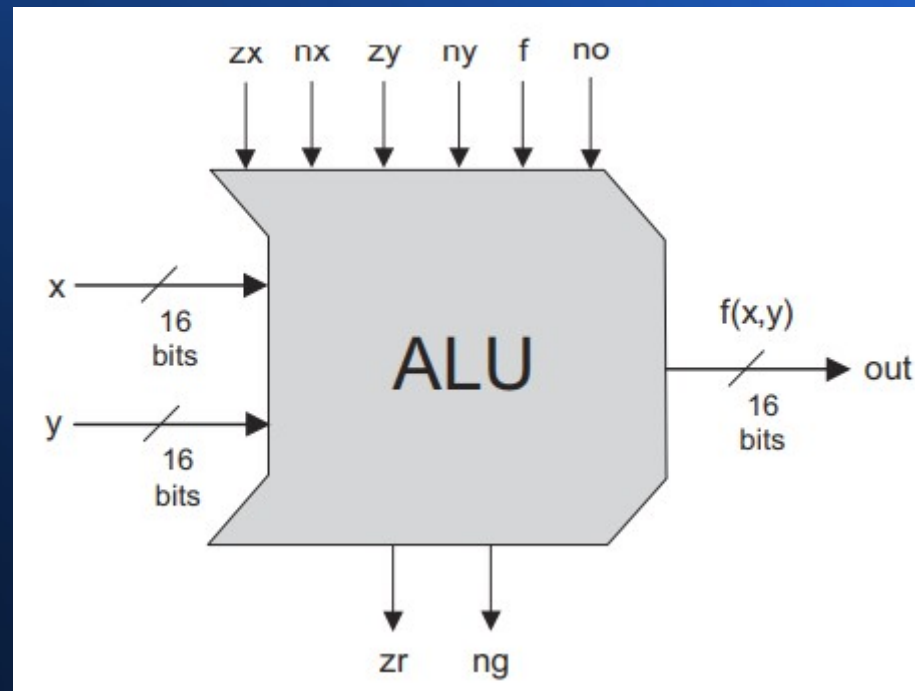 zx nx zy ny f no
x
16
bits
y
16
bits
ALU
f(x,y)
out
16
bits
zr ng